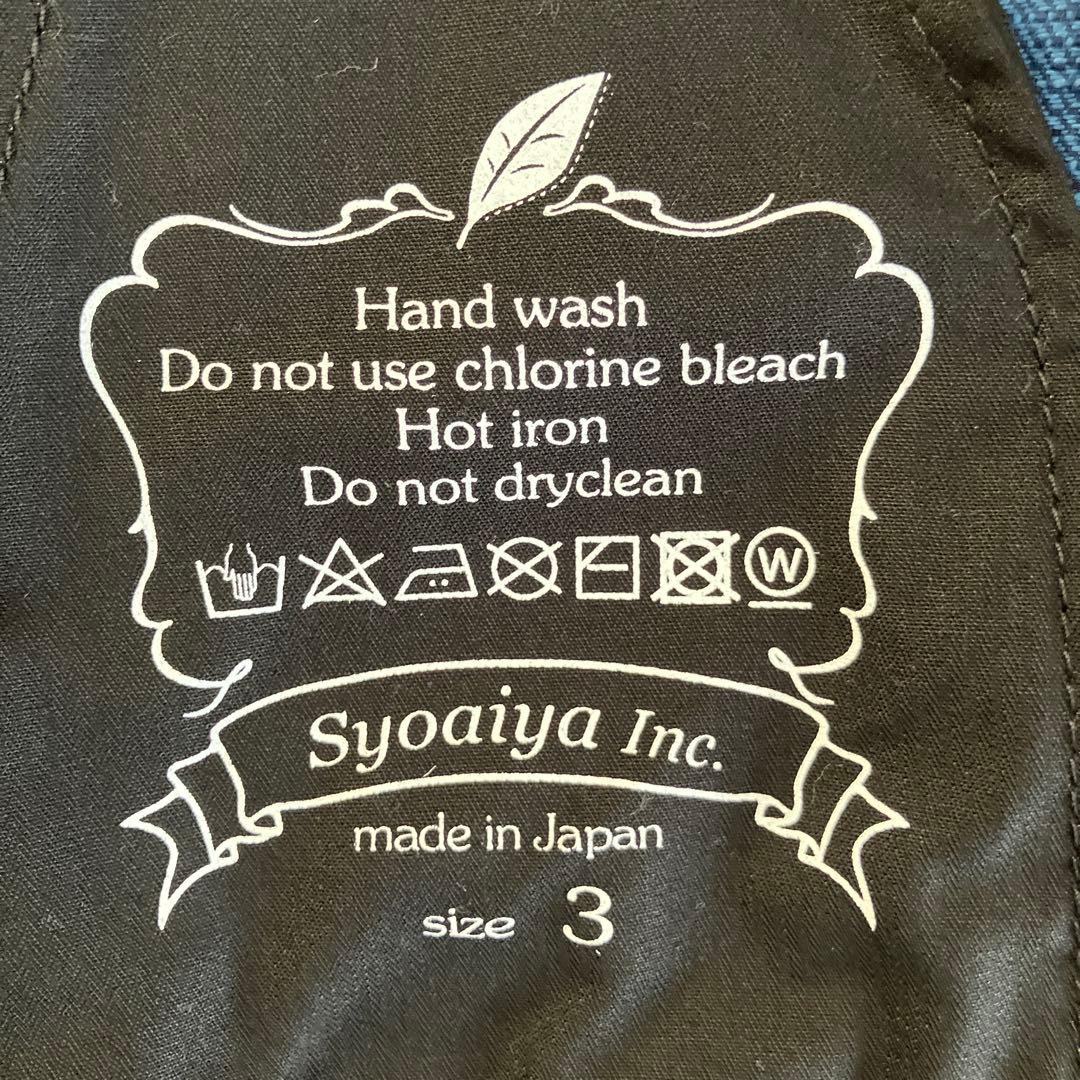 Hand wash
Do not use chlorine bleach
Hot iron
Do not dryclean
W
Syoaiya Inc.
made in Japan
size 3